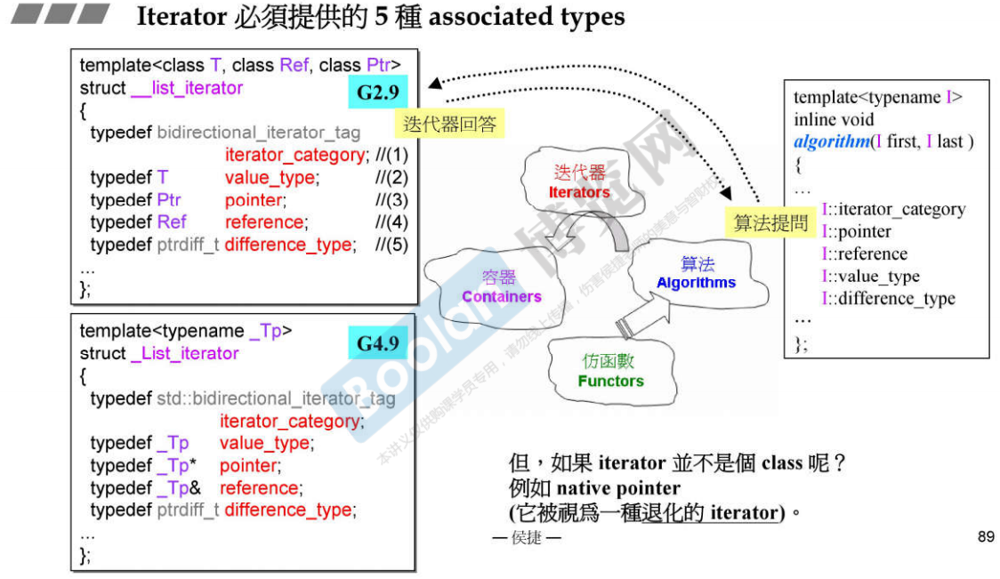 Iterator 必須提供的 5 種 associated types
template<class T, class Ref, class Ptr>
struct __list_iterator
G2.9
{
typedef bidirectional_iterator_tag
iterator_category; //(1)
typedef T value_type; //(2)
typedef Ptr pointer; //(3)
typedef Ref reference; //(4)
typedef ptrdiff_t difference_type; //(5)
...
};
template<typename _Tp>
struct _List_iterator
G4.9
{
typedef std::bidirectional_iterator_tag
iterator_category;
typedef _Tp value_type;
typedef _Tp* pointer;
typedef _Tp& reference;
typedef ptrdiff_t difference_type;
...
};
迭代器回答
迭代器
Iterators
容器
Containers
算法
Algorithms
仿函數
Functors
算法提問
template<typename I>
inline void
algorithm(I first, I last )
{
...
I::iterator_category
I::pointer
I::reference
I::value_type
I::difference_type
...
};
但，如果 iterator 並不是個 class 呢？
例如 native pointer
(它被視爲一種退化的 iterator)。
— 侯捷 —
89
Boolan
博览网